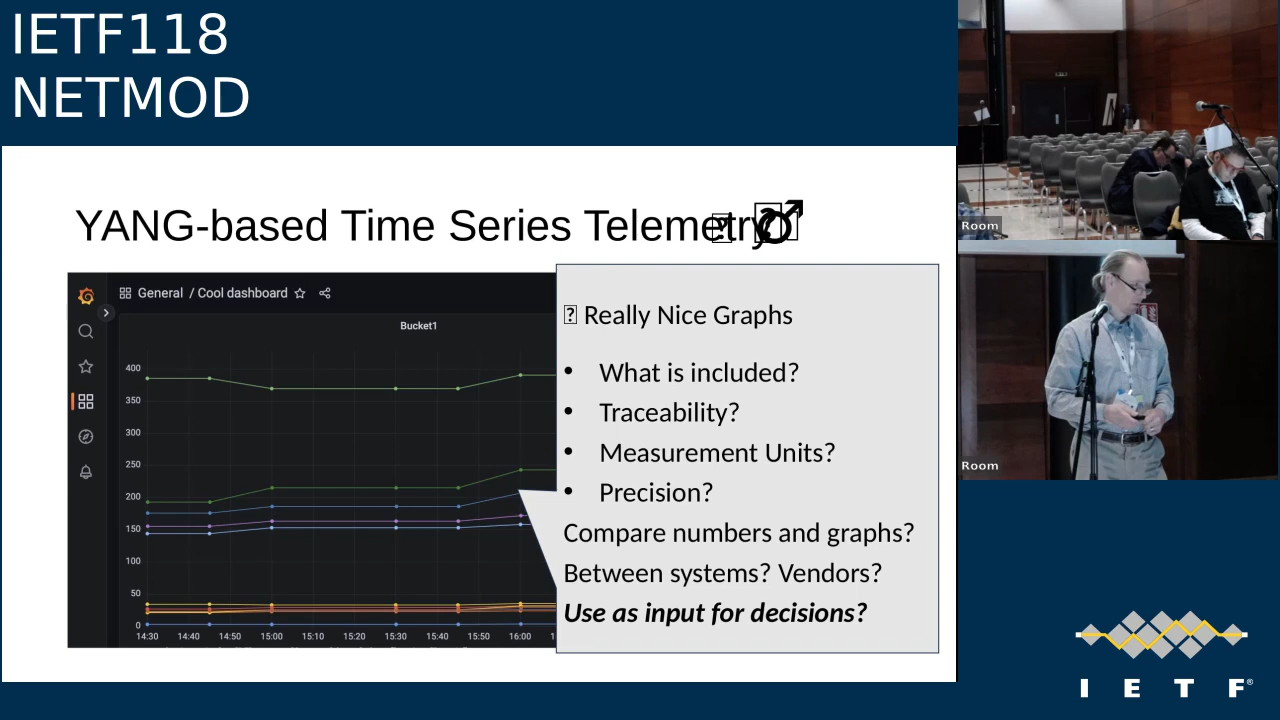 IETF118
NETMOD
YANG-based Time Series Telemetry
General / Cool dashboard
Bucket1
400
350
300
250
200
150
100
50
0
14:30 14:40 14:50 15:00 15:10 15:20 15:30 15:40 15:50 16:00 1
Really Nice Graphs
• What is included?
• Traceability?
• Measurement Units?
• Precision?
Compare numbers and graphs?
Between systems? Vendors?
Use as input for decisions?
Room
Room
I E T F®